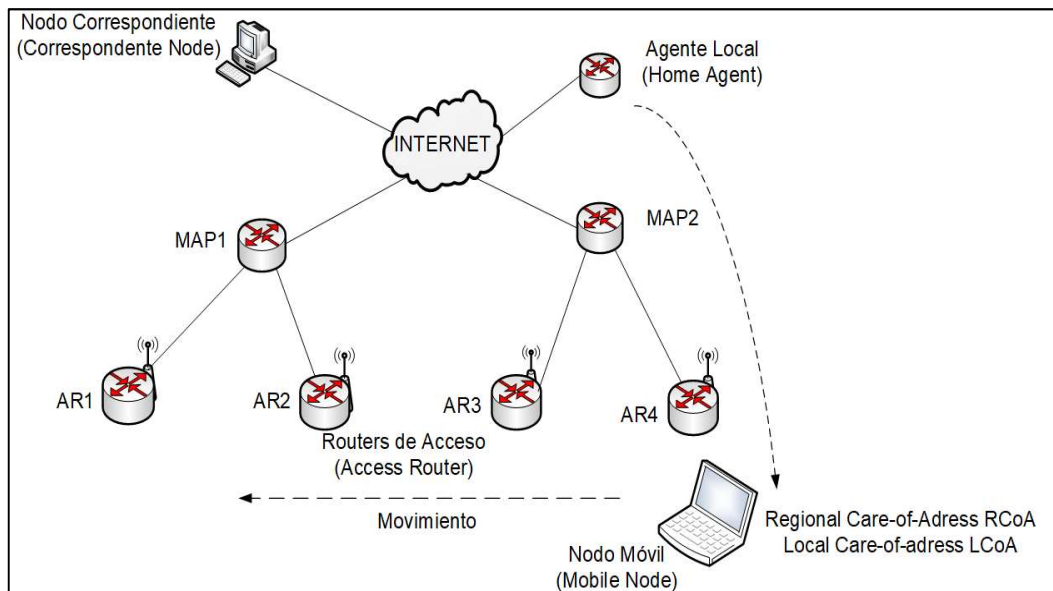 Nodo Correspondiente
(Correspondente Node)
Agente Local
(Home Agent)
INTERNET
MAP1
MAP2
AR1
AR2
AR3
AR4
Routers de Acceso
(Access Router)
Movimiento
Regional Care-of-Adress RCoA
Local Care-of-adress LCoA
Nodo Móvil
(Mobile Node)